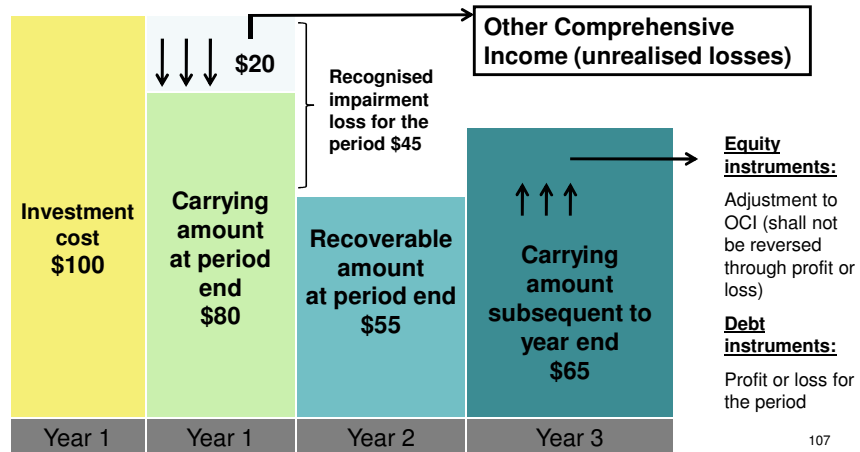 Other Comprehensive
Income (unrealised losses)
$20
Recognised
impairment
loss for the
period $45
Investment
cost
$100
Carrying
amount
at period
end
$80
Recoverable
amount
at period end
$55
Carrying
amount
subsequent to
year end
$65
Equity
instruments:
Adjustment to
OCI (shall not
be reversed
through profit or
loss)
Debt
instruments:
Profit or loss for
the period
Year 1
Year 1
Year 2
Year 3
107